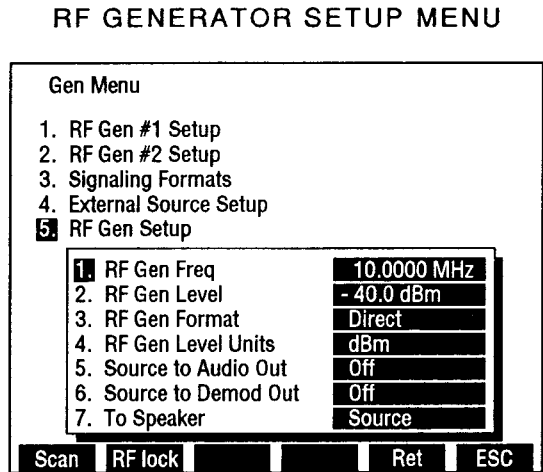 RF GENERATOR SETUP MENU
Gen Menu
1. RF Gen #1 Setup
2. RF Gen #2 Setup
3. Signaling Formats
4. External Source Setup
5. RF Gen Setup
1. RF Gen Freq 10.0000 MHz
2. RF Gen Level - 40.0 dBm
3. RF Gen Format Direct
4. RF Gen Level Units dBm
5. Source to Audio Out Off
6. Source to Demod Out Off
7. To Speaker Source
Scan RF lock Ret ESC